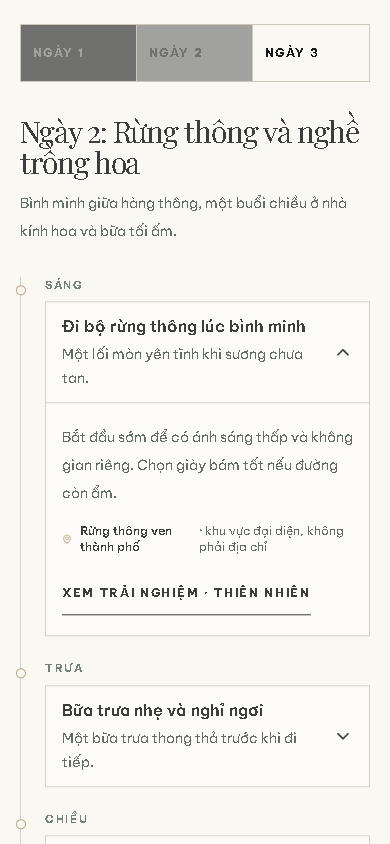 NGÀY 1
NGÀY 2
NGÀY 3
Ngày 2: Rừng thông và nghề
trồng hoa
Bình minh giữa hàng thông, một buổi chiều ở nhà
kính hoa và bữa tối ấm.
SÁNG
Đi bộ rừng thông lúc bình minh
Một lối mòn yên tĩnh khi sương chưa
tan.
Bắt đầu sớm để có ánh sáng thấp và không
gian riêng. Chọn giày bám tốt nếu đường
còn ẩm.
Rừng thông ven
thành phố
· khu vực đại diện, không
phải địa chỉ
XEM TRẢI NGHIỆM · THIÊN NHIÊN
TRƯA
Bữa trưa nhẹ và nghỉ ngơi
Một bữa trưa thong thả trước khi đi
tiếp.
CHIỀU